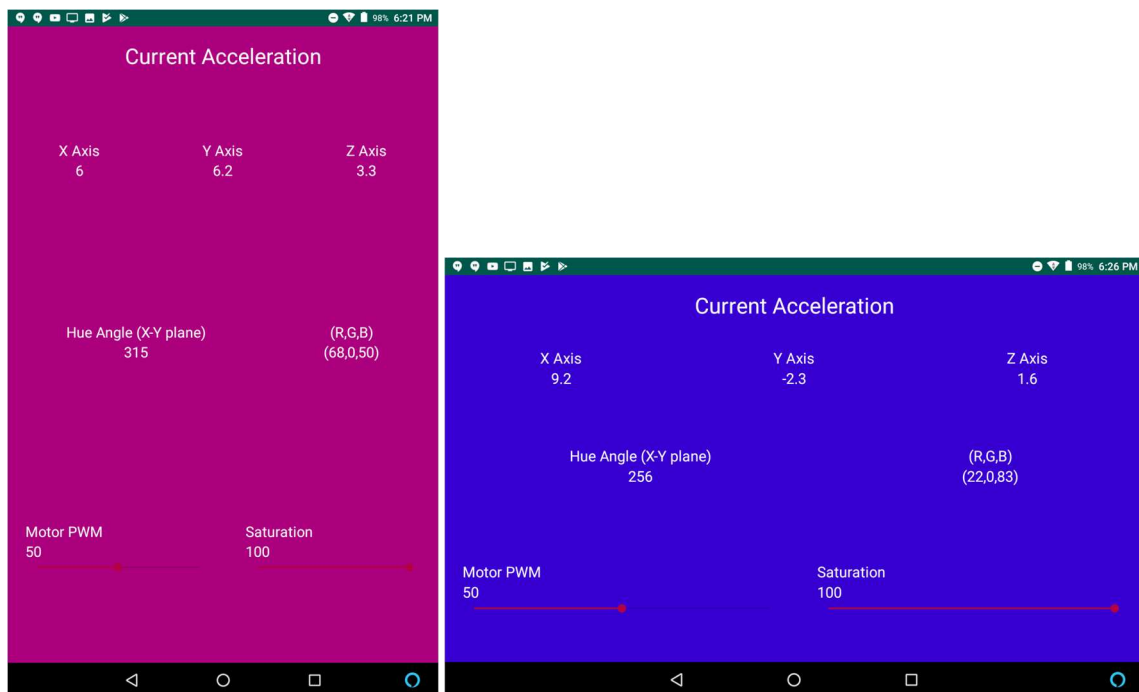 98% 6:21 PM
Current Acceleration
X Axis Y Axis Z Axis
6 6.2 3.3
Hue Angle (X-Y plane) (R,G,B)
315 (68,0,50)
Motor PWM Saturation
50 100
98% 6:26 PM
Current Acceleration
X Axis Y Axis Z Axis
9.2 -2.3 1.6
Hue Angle (X-Y plane) (R,G,B)
256 (22,0,83)
Motor PWM Saturation
50 100